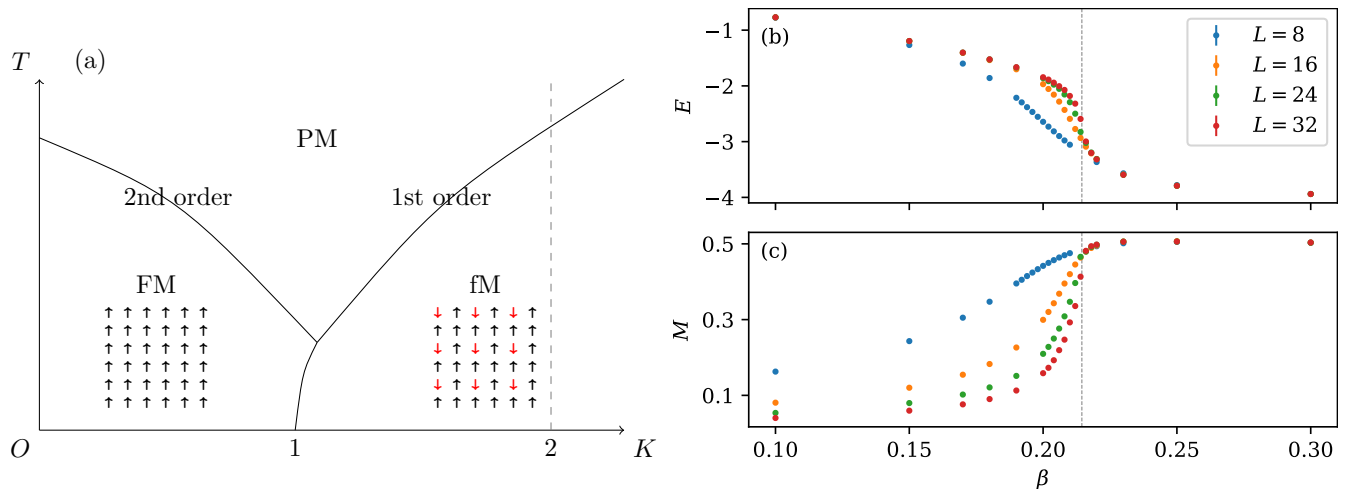 (a)
T
PM
2nd order
1st order
FM
fM
↑ ↑ ↑ ↑ ↑ ↑
↑ ↑ ↑ ↑ ↑ ↑
↑ ↑ ↑ ↑ ↑ ↑
↑ ↑ ↑ ↑ ↑ ↑
↑ ↑ ↑ ↑ ↑ ↑
↑ ↑ ↑ ↑ ↑ ↑
↓ ↑ ↓ ↑ ↓ ↑
↑ ↑ ↑ ↑ ↑ ↑
↓ ↑ ↓ ↑ ↓ ↑
↑ ↑ ↑ ↑ ↑ ↑
↓ ↑ ↓ ↑ ↓ ↑
↑ ↑ ↑ ↑ ↑ ↑
O
1
2
K
(b)
E
−1
−2
−3
−4
L = 8
L = 16
L = 24
L = 32
(c)
M
0.5
0.3
0.1
0.10 0.15 0.20 0.25 0.30
β